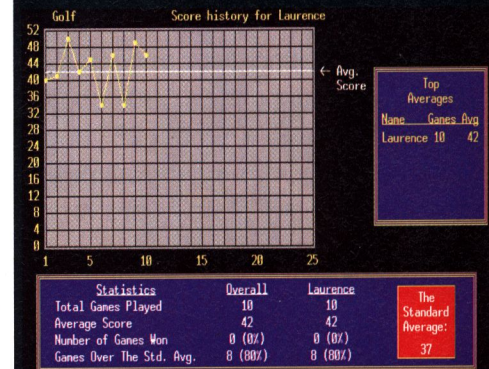 Golf Score history for Laurence
52
48
44
40
36
32
28
24
20
16
12
8
4
0
1 5 10 15 20 25
← Avg.
Score
Top
Averages
Name Games Avg
Laurence 10 42
Statistics Overall Laurence
Total Games Played 10 10
Average Score 42 42
Number of Games Won 0 (0%) 0 (0%)
Games Over The Std. Avg. 8 (80%) 8 (80%)
The
Standard
Average:
37